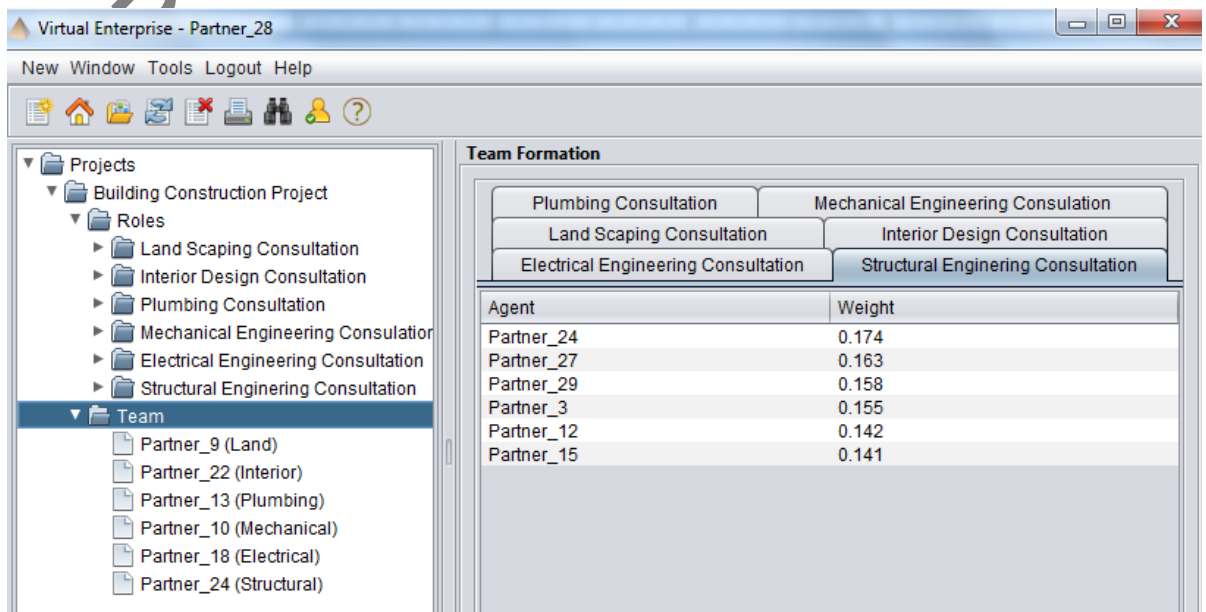 Virtual Enterprise - Partner_28
New Window Tools Logout Help
Projects
Building Construction Project
Roles
Land Scaping Consultation
Interior Design Consultation
Plumbing Consultation
Mechanical Engineering Consulation
Electrical Engineering Consultation
Structural Enginering Consultation
Team
Partner_9 (Land)
Partner_22 (Interior)
Partner_13 (Plumbing)
Partner_10 (Mechanical)
Partner_18 (Electrical)
Partner_24 (Structural)
Team Formation
Plumbing Consultation Mechanical Engineering Consulation
Land Scaping Consultation Interior Design Consultation
Electrical Engineering Consultation Structural Enginering Consultation
Agent Weight
Partner_24 0.174
Partner_27 0.163
Partner_29 0.158
Partner_3 0.155
Partner_12 0.142
Partner_15 0.141